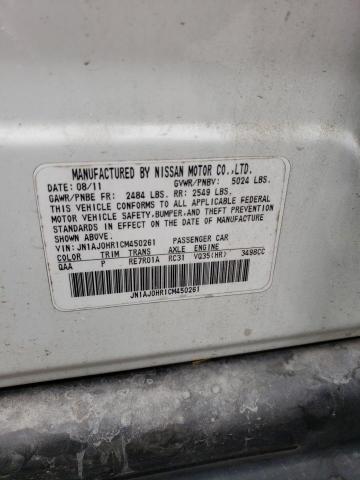 MANUFACTURED BY NISSAN MOTOR CO.,LTD.
DATE: 08/11 GVWR/PNBV: 5024 LBS.
GAWR/PNBE FR: 2484 LBS. RR: 2549 LBS.
THIS VEHICLE CONFORMS TO ALL APPLICABLE FEDERAL
MOTOR VEHICLE SAFETY,BUMPER,AND THEFT PREVENTION
STANDARDS IN EFFECT ON THE DATE OF MANUFACTURE
SHOWN ABOVE.
VIN:JN1AJ0HR1CM450261 PASSENGER CAR
COLOR TRIM TRANS AXLE ENGINE
QAA P RE7R01A RC31 VQ35(HR) 3498CC
JN1AJ0HR1CM450261